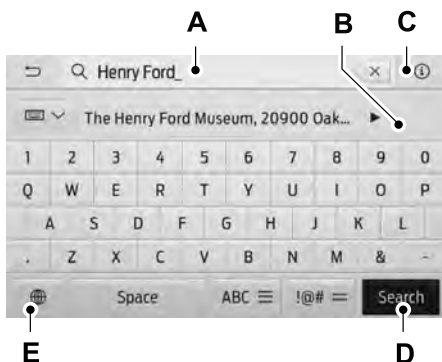 A
B
C
Henry Ford_
The Henry Ford Museum, 20900 Oak...
1 2 3 4 5 6 7 8 9 0
Q W E R T Y U I O P
A S D F G H J K L
. Z X C V B N M & -
Space ABC !@# Search
E
D